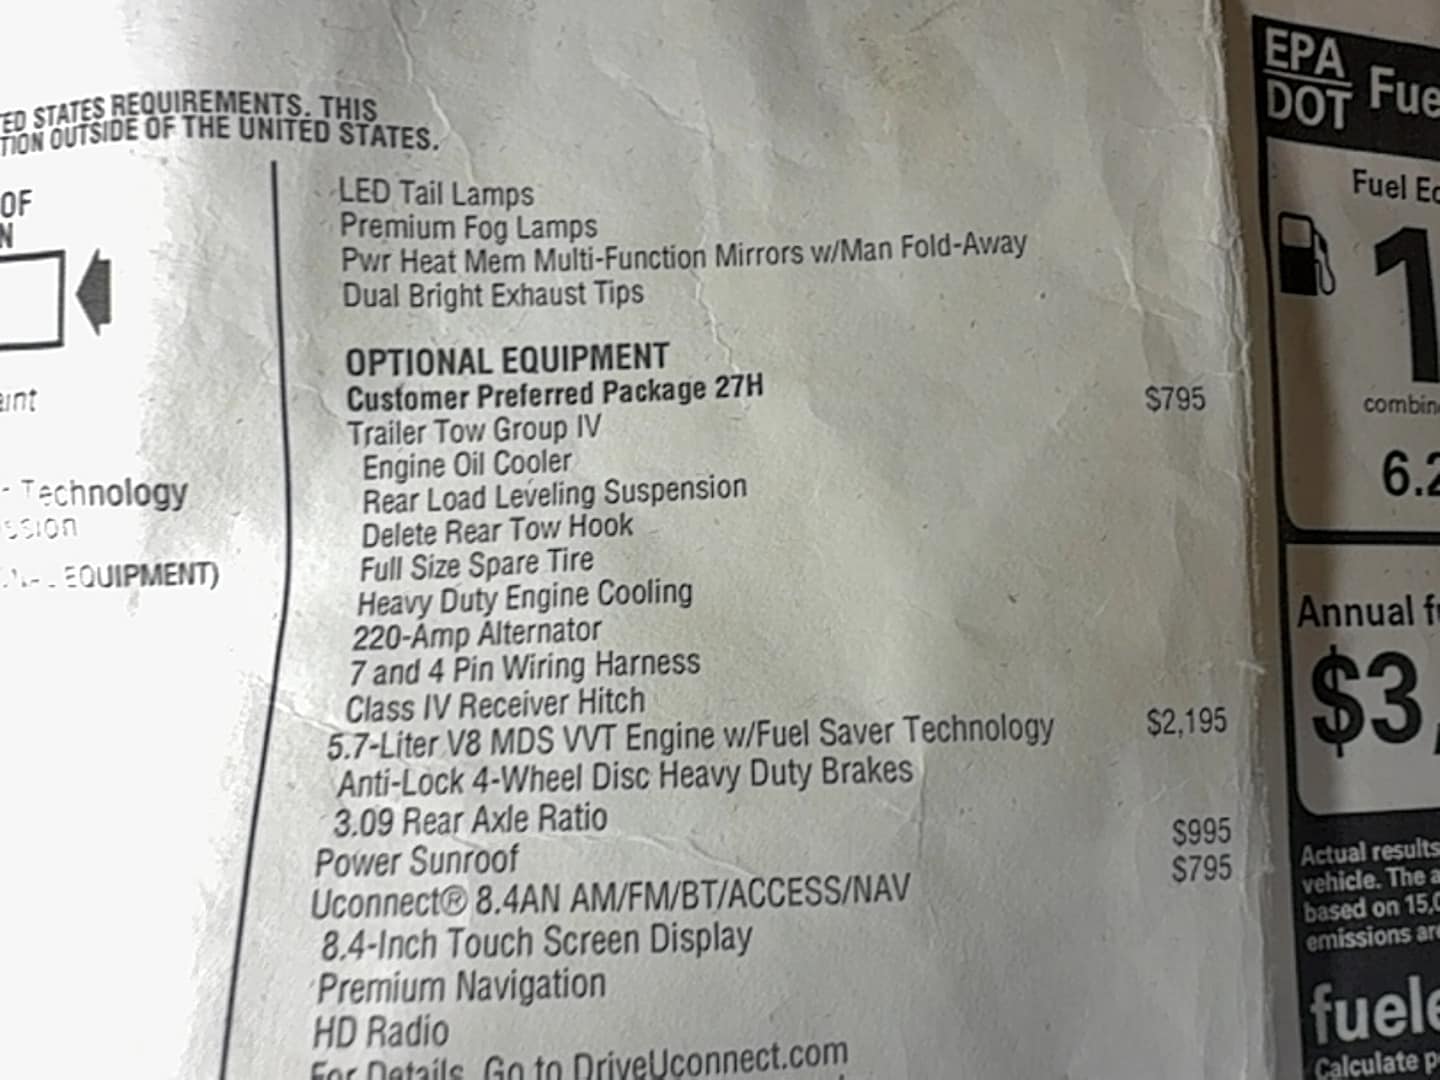 ED STATES REQUIREMENTS. THIS
TION OUTSIDE OF THE UNITED STATES.
OF
N
Technology
EQUIPMENT)
LED Tail Lamps
Premium Fog Lamps
Pwr Heat Mem Multi-Function Mirrors w/Man Fold-Away
Dual Bright Exhaust Tips
OPTIONAL EQUIPMENT
Customer Preferred Package 27H
Trailer Tow Group IV $795
Engine Oil Cooler
Rear Load Leveling Suspension
Delete Rear Tow Hook
Full Size Spare Tire
Heavy Duty Engine Cooling
220-Amp Alternator
7 and 4 Pin Wiring Harness
Class IV Receiver Hitch
5.7-Liter V8 MDS VVT Engine w/Fuel Saver Technology $2,195
Anti-Lock 4-Wheel Disc Heavy Duty Brakes
3.09 Rear Axle Ratio
Power Sunroof $995
Uconnect® 8.4AN AM/FM/BT/ACCESS/NAV $795
8.4-Inch Touch Screen Display
Premium Navigation
HD Radio
For Details, Go to DriveUconnect.com
EPA
DOT
Fue
Fuel Ec
1
combin
6.2
Annual f
$3,
Actual results
vehicle. The a
based on 15,0
emissions are
fuele
Calculate p